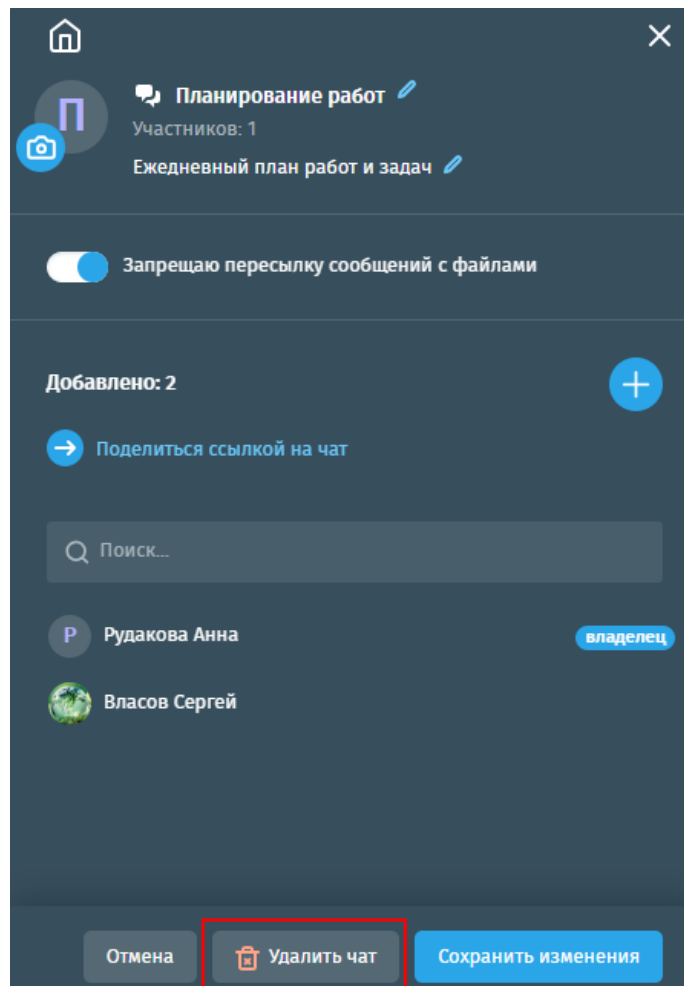 П
Планирование работ
Участников: 1
Ежедневный план работ и задач
Запрещаю пересылку сообщений с файлами
Добавлено: 2
Поделиться ссылкой на чат
Поиск...
Р Рудакова Анна владелец
Власов Сергей
Отмена Удалить чат Сохранить изменения